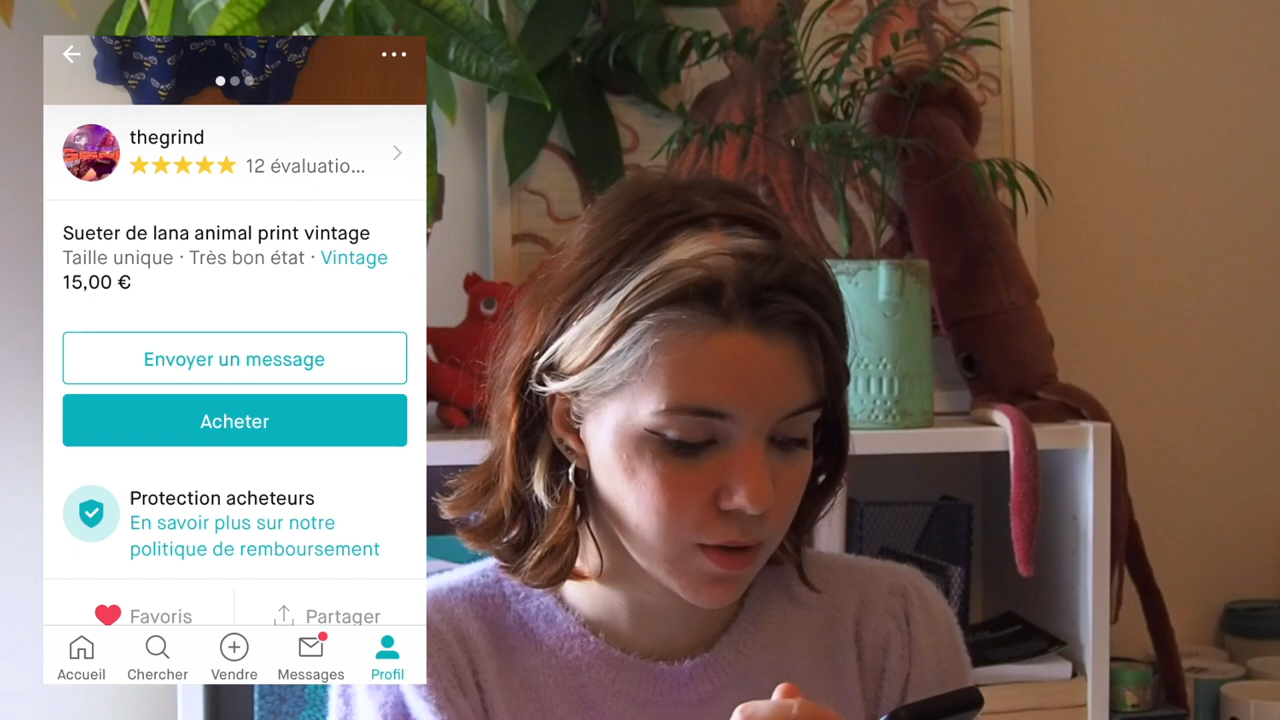 thegrind
12 évaluatio...
Sueter de lana animal print vintage
Taille unique · Très bon état · Vintage
15,00 €
Envoyer un message
Acheter
Protection acheteurs
En savoir plus sur notre
politique de remboursement
Favoris
Partager
Accueil
Chercher
Vendre
Messages
Profil